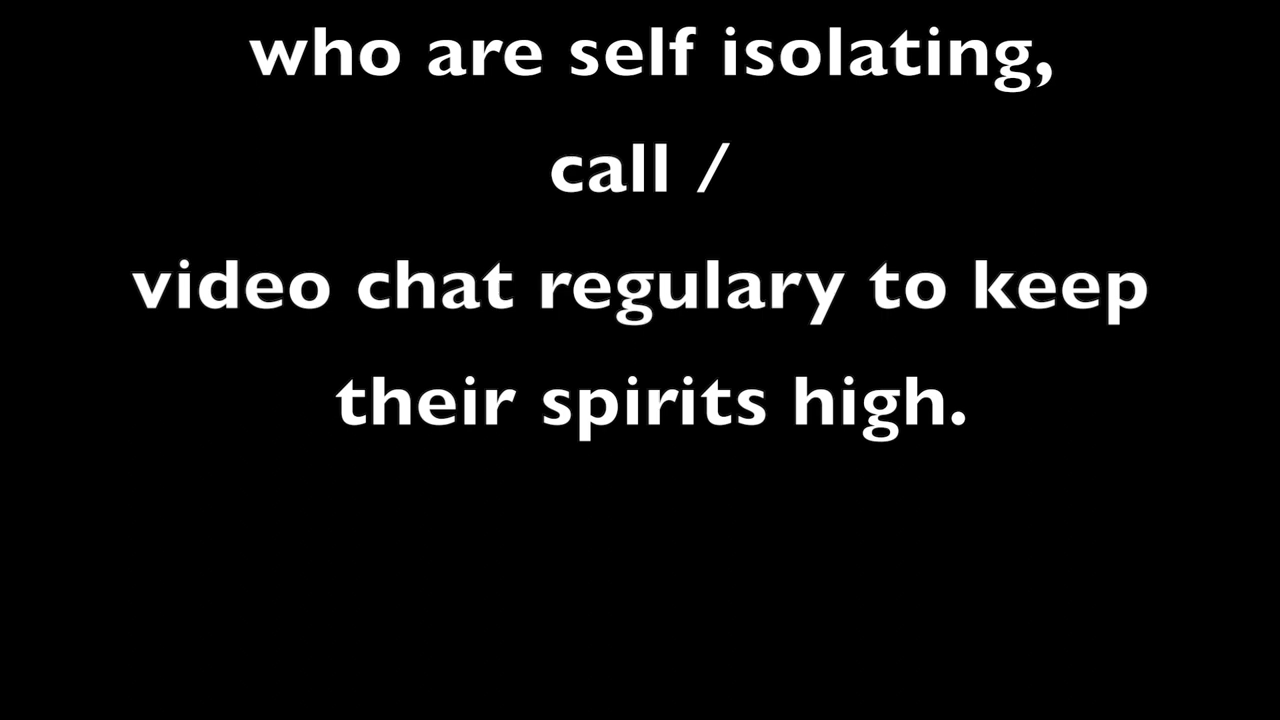 who are self isolating,
call /
video chat regulary to keep
their spirits high.